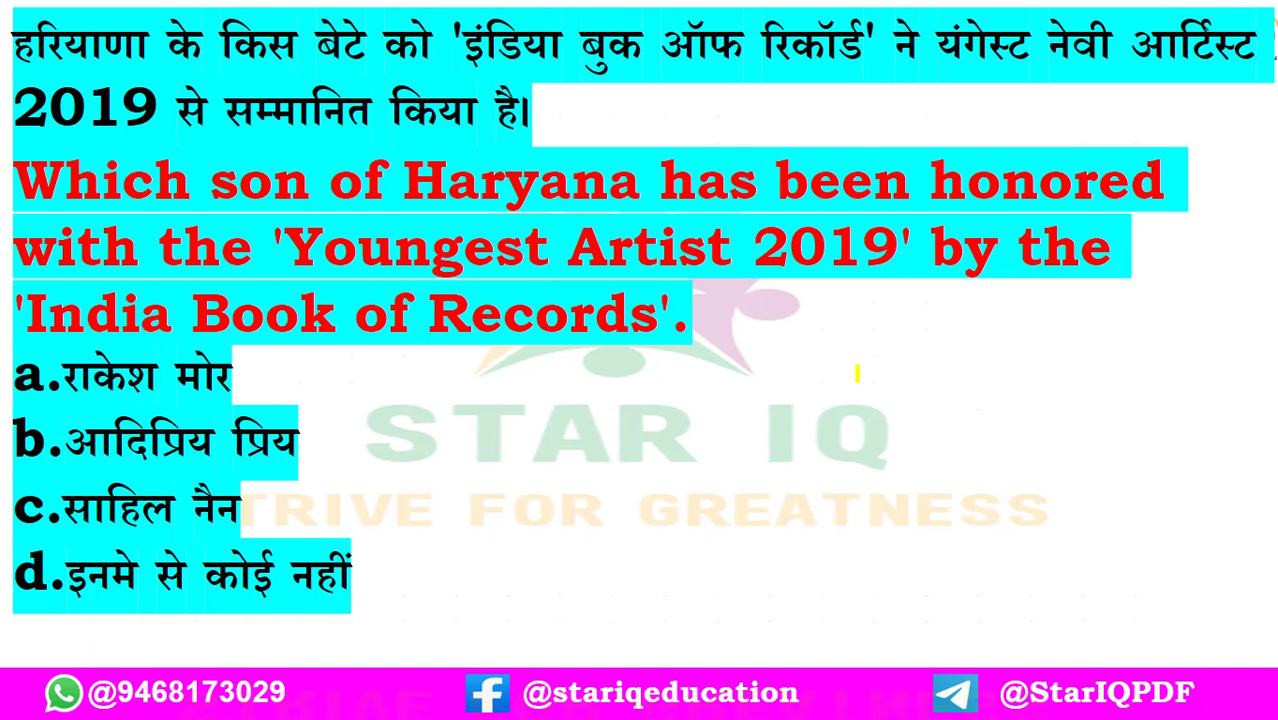 हरियाणा के किस बेटे को 'इंडिया बुक ऑफ रिकॉर्ड' ने यंगेस्ट नेवी आर्टिस्ट
2019 से सम्मानित किया है।
Which son of Haryana has been honored
with the 'Youngest Artist 2019' by the
'India Book of Records'.
a.राकेश मोर
b.आदिप्रिय प्रिय
STAR IQ
c.साहिल नैन
TRIVE FOR GREATNESS
d.इनमे से कोई नहीं
@9468173029 @stariqeducation @StarIQPDF